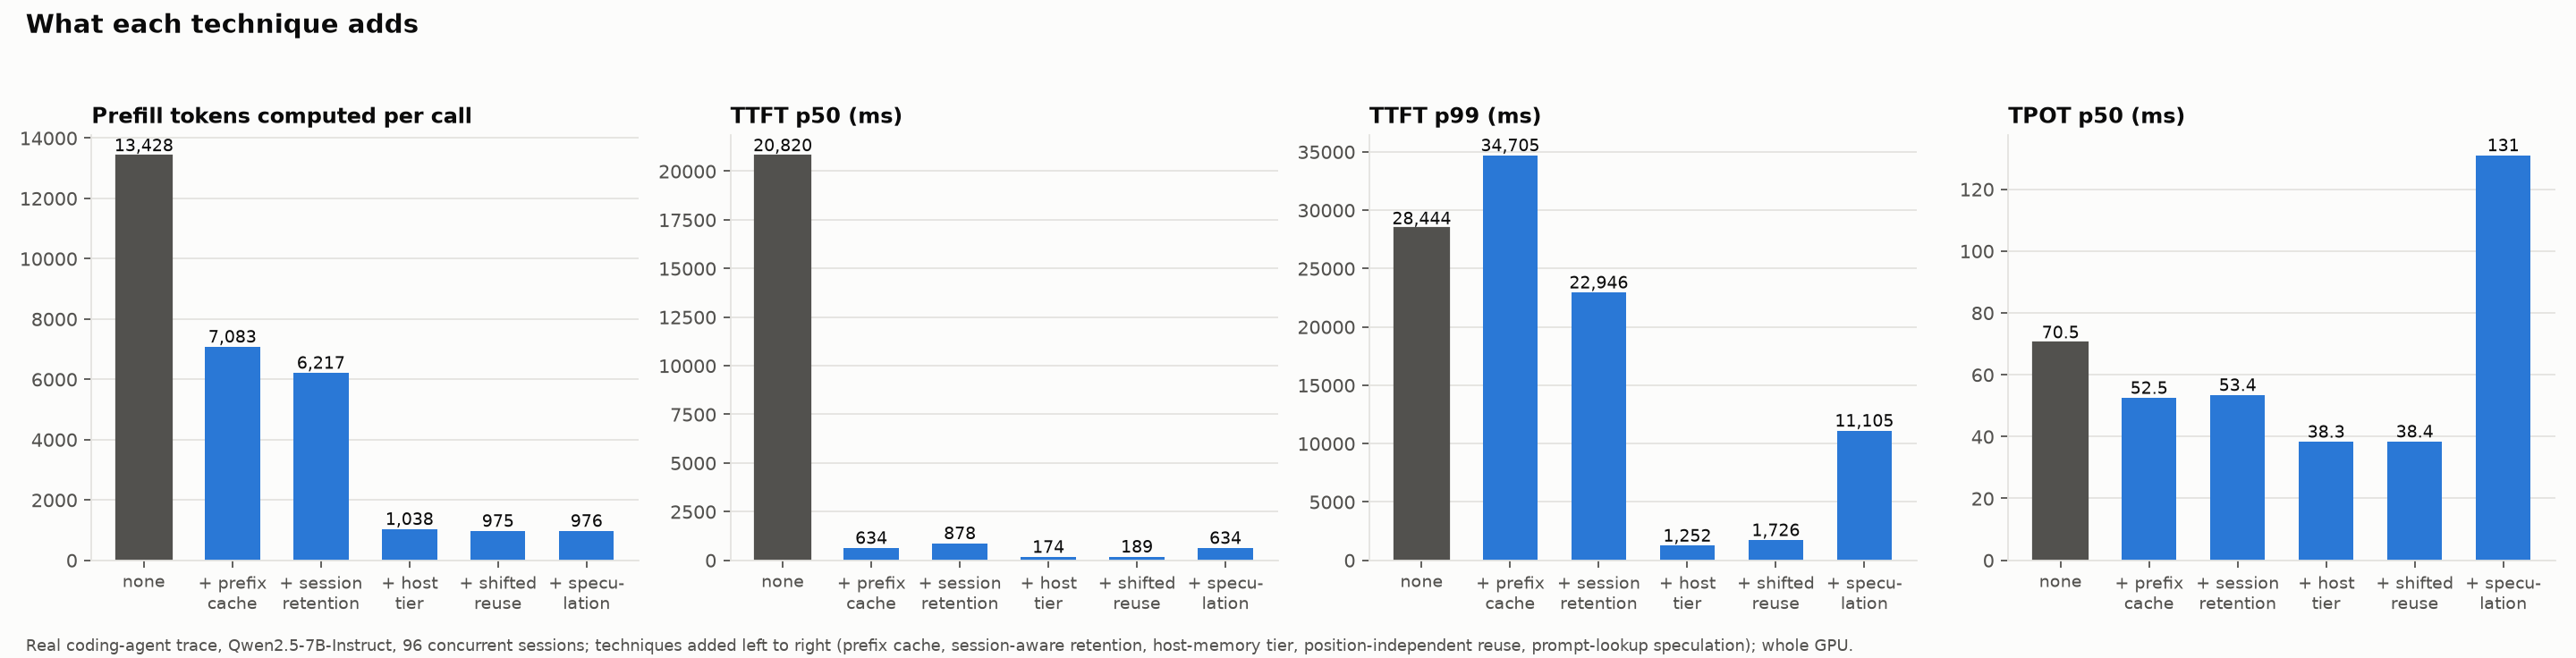 What each technique adds
Prefill tokens computed per call
14000
12000
10000
8000
6000
4000
2000
0
13,428
7,083
6,217
1,038
975
976
none
+ prefix
cache
+ session
retention
+ host
tier
+ shifted
reuse
+ specu-
lation
TTFT p50 (ms)
20000
17500
15000
12500
10000
7500
5000
2500
0
20,820
634
878
174
189
634
none
+ prefix
cache
+ session
retention
+ host
tier
+ shifted
reuse
+ specu-
lation
TTFT p99 (ms)
35000
30000
25000
20000
15000
10000
5000
0
28,444
34,705
22,946
1,252
1,726
11,105
none
+ prefix
cache
+ session
retention
+ host
tier
+ shifted
reuse
+ specu-
lation
TPOT p50 (ms)
120
100
80
60
40
20
0
70.5
52.5
53.4
38.3
38.4
131
none
+ prefix
cache
+ session
retention
+ host
tier
+ shifted
reuse
+ specu-
lation
Real coding-agent trace, Qwen2.5-7B-Instruct, 96 concurrent sessions; techniques added left to right (prefix cache, session-aware retention, host-memory tier, position-independent reuse, prompt-lookup speculation); whole GPU.